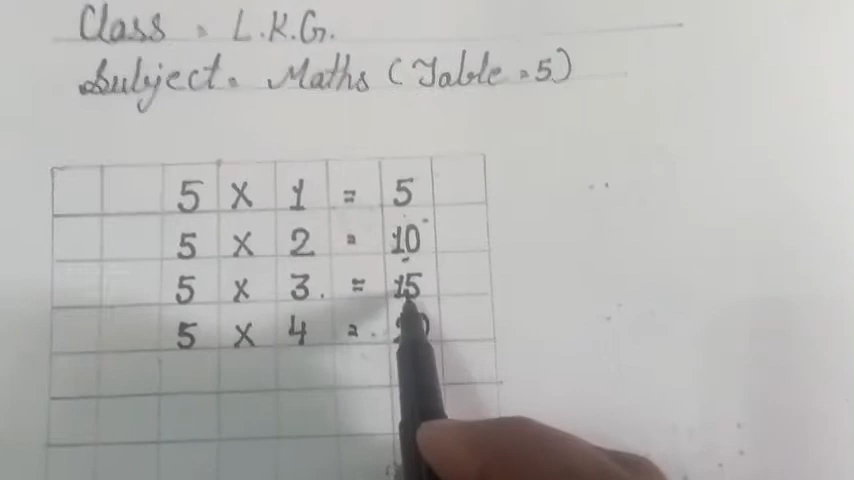 Class . L.K.G.
Subject. Maths (Table .5)
5 X 1 = 5
5 X 2 = 10
5 X 3. = 15
5 X 4 =